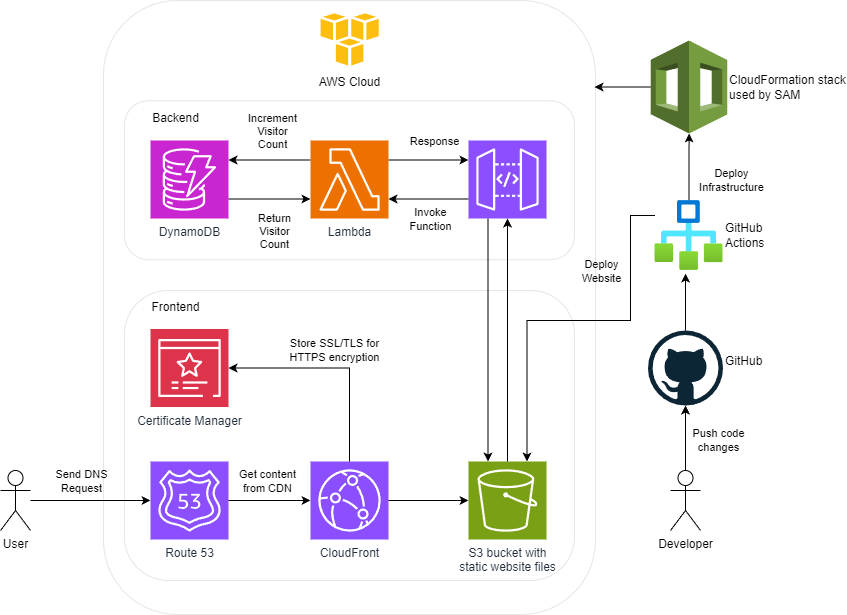 AWS Cloud
CloudFormation stack
used by SAM
Backend
Increment
Visitor
Count
Response
DynamoDB
Return
Visitor
Count
Lambda
Invoke
Function
</>
Deploy
Infrastructure
GitHub
Actions
Deploy
Website
Frontend
Store SSL/TLS for
HTTPS encryption
Certificate Manager
GitHub
Push code
changes
Send DNS
Request
User
53
Route 53
Get content
from CDN
CloudFront
S3 bucket with
static website files
Developer